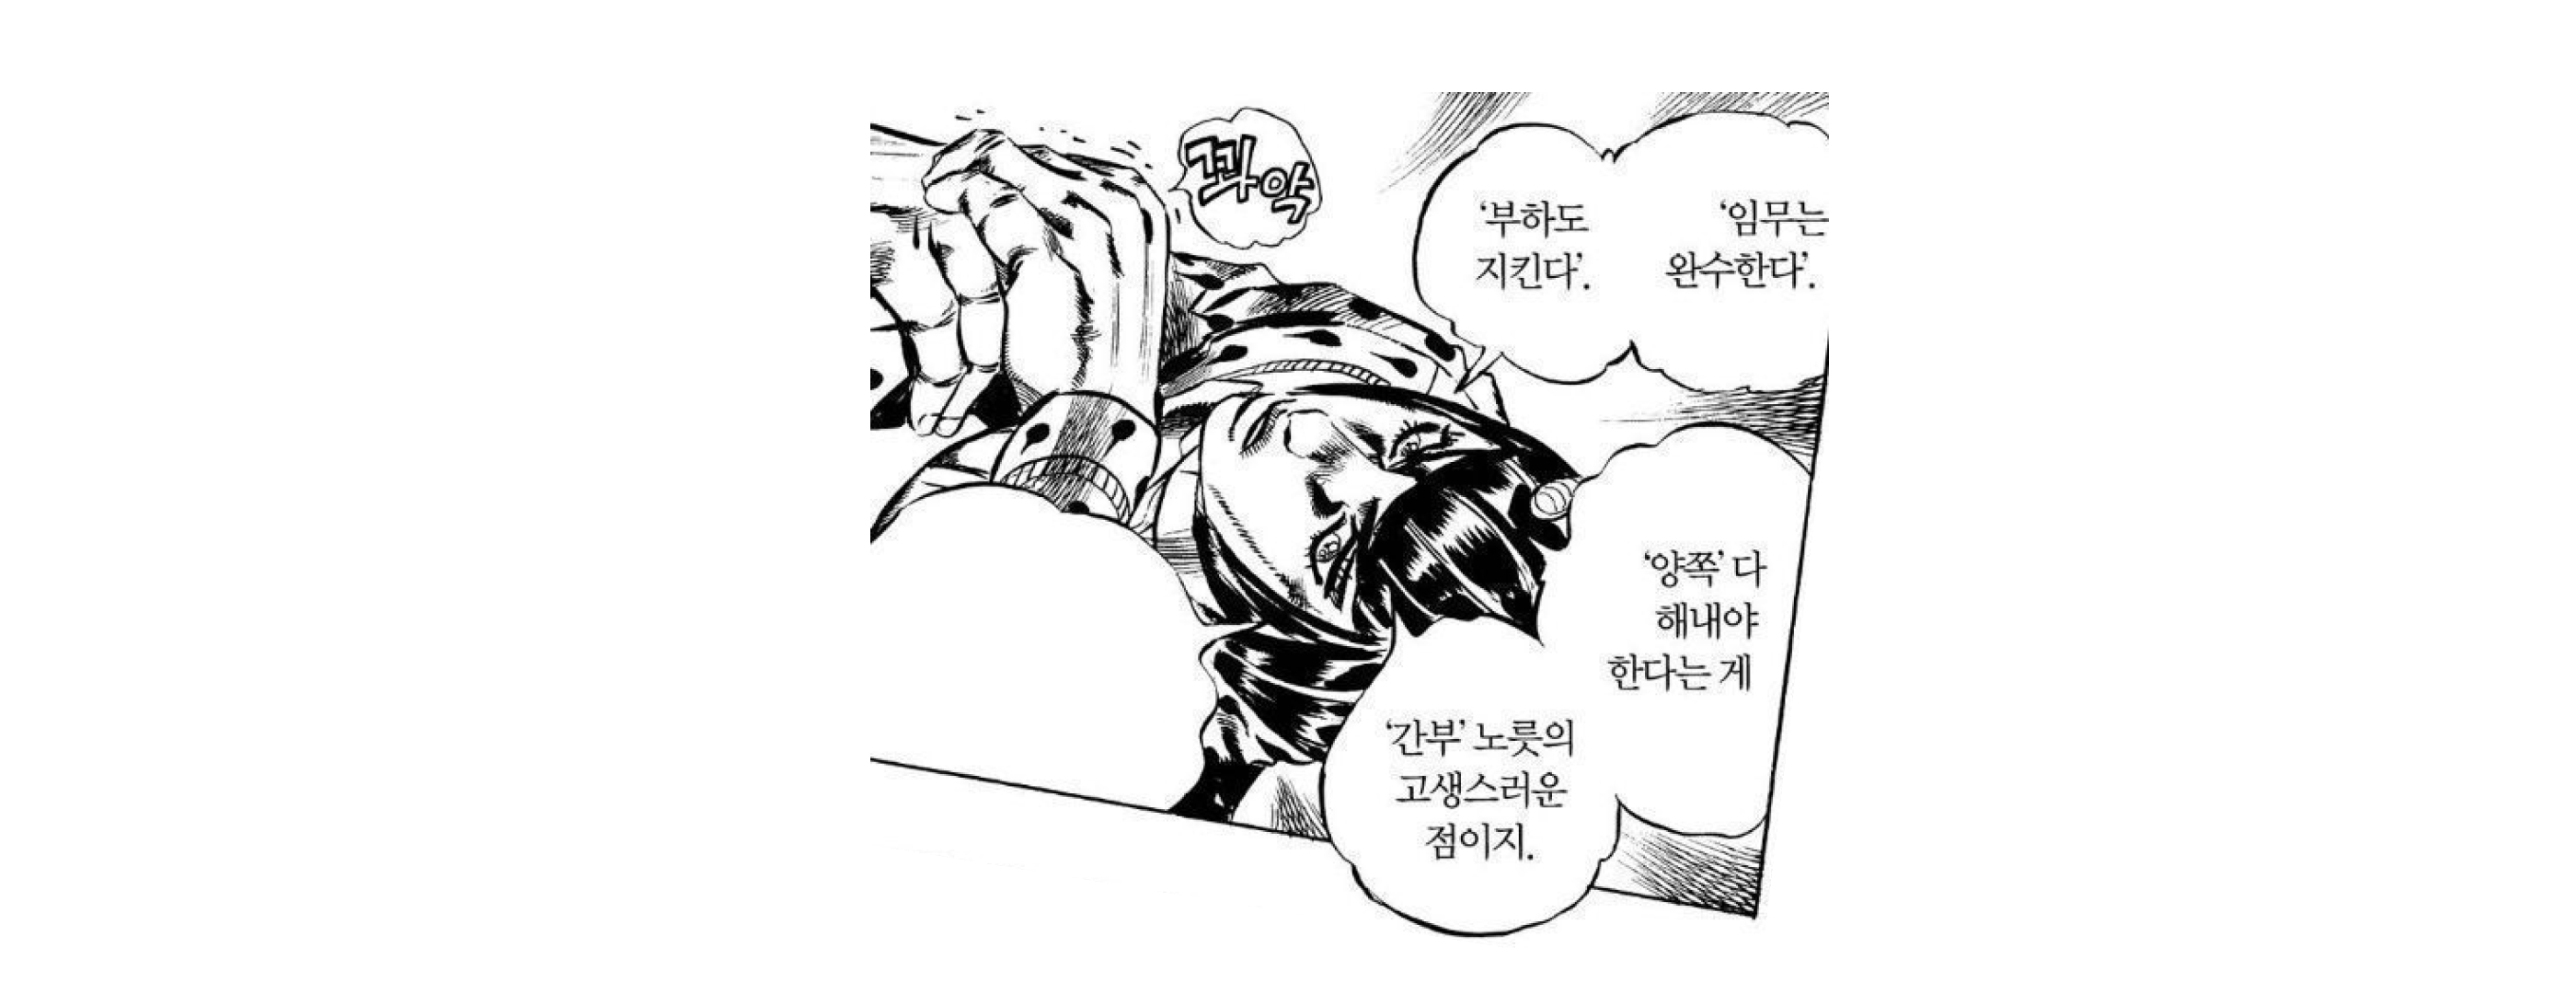 ‘임무는
완수한다’.
‘부하도
지킨다’.
꽈악
‘양쪽’ 다
해내야
한다는 게
‘간부’ 노릇의
고생스러운
점이지.